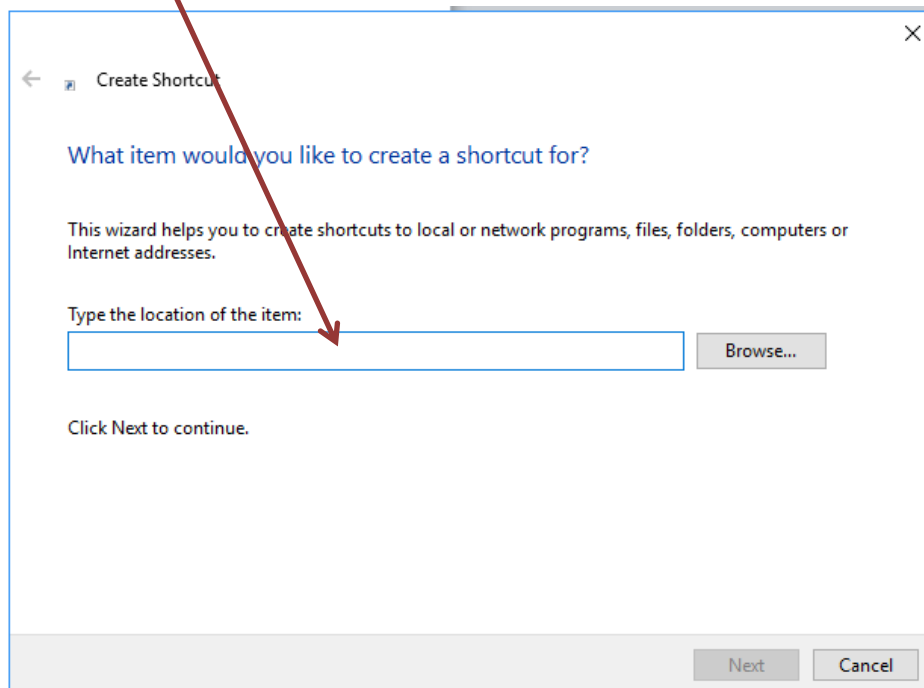 Create Shortcut
What item would you like to create a shortcut for?
This wizard helps you to create shortcuts to local or network programs, files, folders, computers or
Internet addresses.
Type the location of the item:
Browse...
Click Next to continue.
Next Cancel